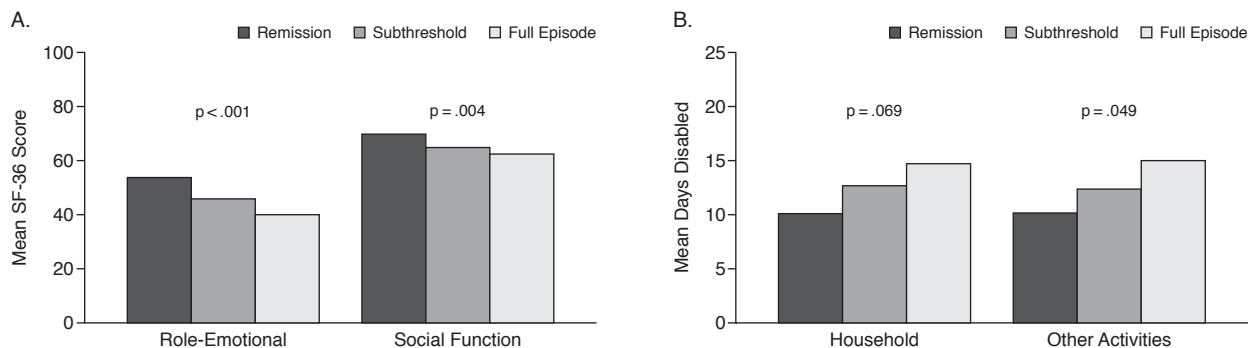 A.
Remission Subthreshold Full Episode
100
80
60
40
20
0
Mean SF-36 Score
p < .001
p = .004
Role-Emotional Social Function
B.
Remission Subthreshold Full Episode
25
20
15
10
5
0
Mean Days Disabled
p = .069
p = .049
Household Other Activities